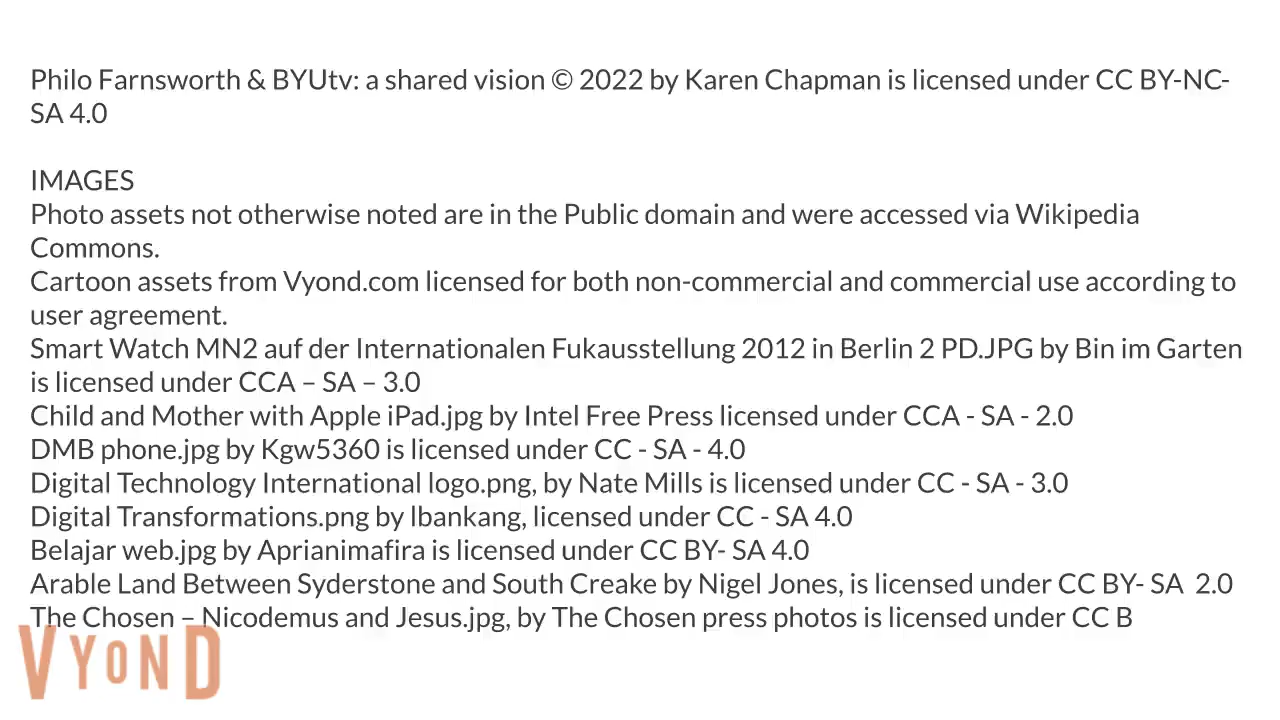 Philo Farnsworth & BYUtv: a shared vision © 2022 by Karen Chapman is licensed under CC BY-NC-
SA 4.0
IMAGES
Photo assets not otherwise noted are in the Public domain and were accessed via Wikipedia
Commons.
Cartoon assets from Vyond.com licensed for both non-commercial and commercial use according to
user agreement.
Smart Watch MN2 auf der Internationalen Fukausstellung 2012 in Berlin 2 PD.JPG by Bin im Garten
is licensed under CCA – SA – 3.0
Child and Mother with Apple iPad.jpg by Intel Free Press licensed under CCA - SA - 2.0
DMB phone.jpg by Kgw5360 is licensed under CC - SA - 4.0
Digital Technology International logo.png, by Nate Mills is licensed under CC - SA - 3.0
Digital Transformations.png by lbankang, licensed under CC - SA 4.0
Belajar web.jpg by Aprianimafira is licensed under CC BY- SA 4.0
Arable Land Between Syderstone and South Creake by Nigel Jones, is licensed under CC BY- SA  2.0
The Chosen – Nicodemus and Jesus.jpg, by The Chosen press photos is licensed under CC B
VYOND